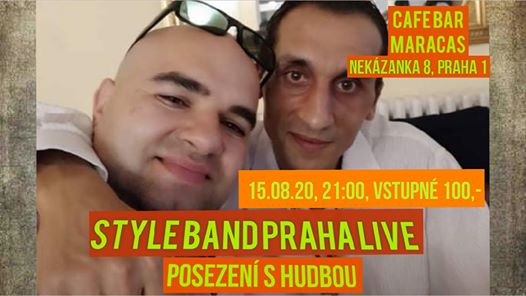 CAFE BAR
MARACAS
NEKÁZANKA 8, PRAHA 1
15.08.20, 21:00, VSTUPNÉ 100,-
STYLE BAND PRAHA LIVE
POSEZENÍ S HUDBOU